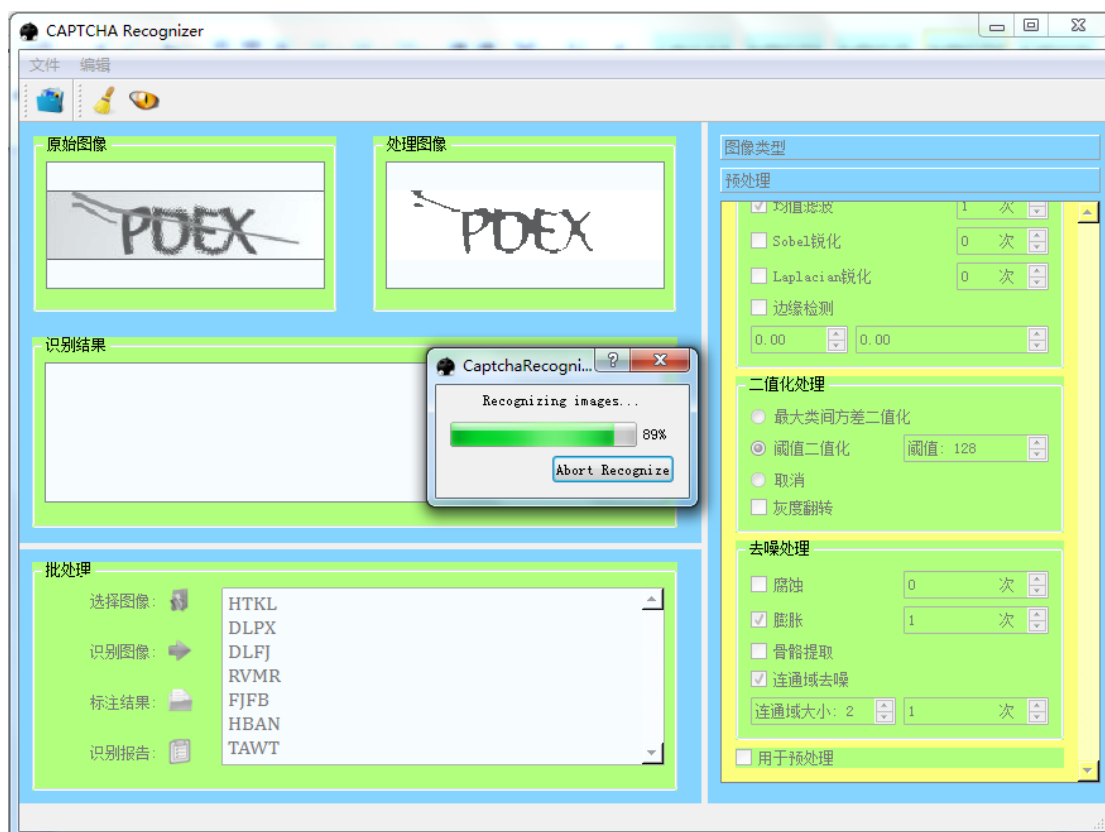 CAPTCHA Recognizer
文件 编辑
原始图像
PDEX
处理图像
PDEX
识别结果
CaptchaRecogni...
Recognizing images...
89%
Abort Recognize
批处理
选择图像:
识别图像:
标注结果:
识别报告:
HTKL
DLPX
DLFJ
RVMR
FJFB
HBAN
TAWT
图像类型
预处理
均值滤波 1 次
Sobel锐化 0 次
Laplacian锐化 0 次
边缘检测
0.00 0.00
二值化处理
最大类间方差二值化
阈值二值化 阈值: 128
取消
灰度翻转
去噪处理
腐蚀 0 次
膨胀 1 次
骨骼提取
连通域去噪
连通域大小: 2 1 次
用于预处理